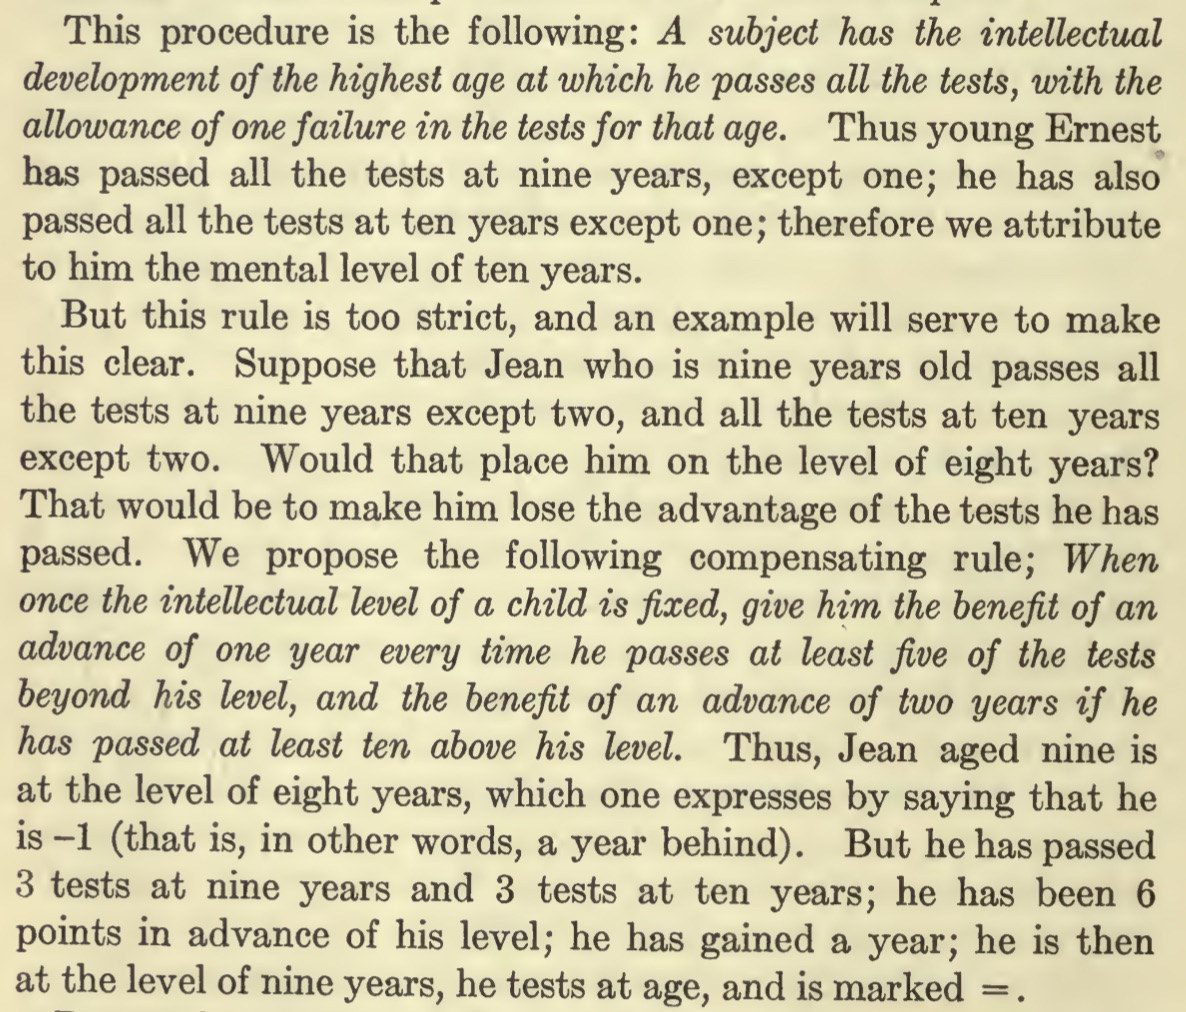 This procedure is the following: A subject has the intellectual
development of the highest age at which he passes all the tests, with the
allowance of one failure in the tests for that age. Thus young Ernest
has passed all the tests at nine years, except one; he has also
passed all the tests at ten years except one; therefore we attribute
to him the mental level of ten years.
But this rule is too strict, and an example will serve to make
this clear. Suppose that Jean who is nine years old passes all
the tests at nine years except two, and all the tests at ten years
except two. Would that place him on the level of eight years?
That would be to make him lose the advantage of the tests he has
passed. We propose the following compensating rule; When
once the intellectual level of a child is fixed, give him the benefit of an
advance of one year every time he passes at least five of the tests
beyond his level, and the benefit of an advance of two years if he
has passed at least ten above his level. Thus, Jean aged nine is
at the level of eight years, which one expresses by saying that he
is –1 (that is, in other words, a year behind). But he has passed
3 tests at nine years and 3 tests at ten years; he has been 6
points in advance of his level; he has gained a year; he is then
at the level of nine years, he tests at age, and is marked =.